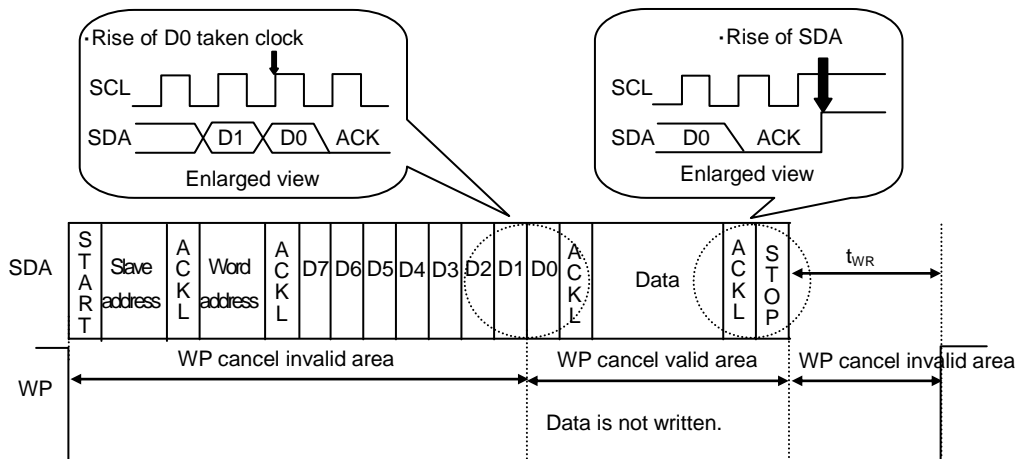 ·Rise of D0 taken clock
SCL
SDA D1 D0 ACK
Enlarged view
·Rise of SDA
SCL
SDA D0 ACK
Enlarged view
SDA
START
Slave address
ACKL
Word address
ACKL
D7 D6 D5 D4 D3 D2 D1 D0
ACKL
Data
ACKL
STOP
tWR
WP cancel invalid area
WP cancel valid area
WP cancel invalid area
WP
Data is not written.